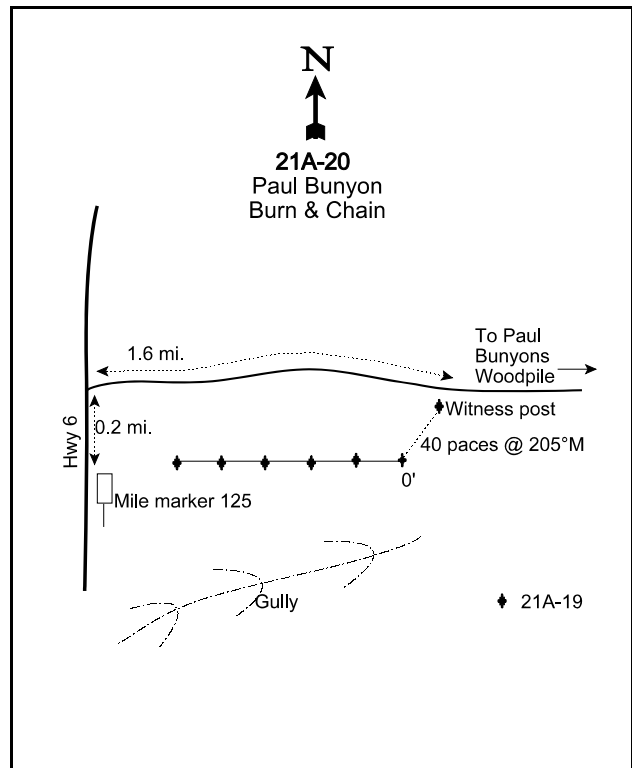 N
21A-20
Paul Bunyon
Burn & Chain
To Paul
Bunyons
Woodpile
1.6 mi.
Witness post
Hwy 6
0.2 mi.
40 paces @ 205°M
0'
Mile marker 125
Gully
21A-19